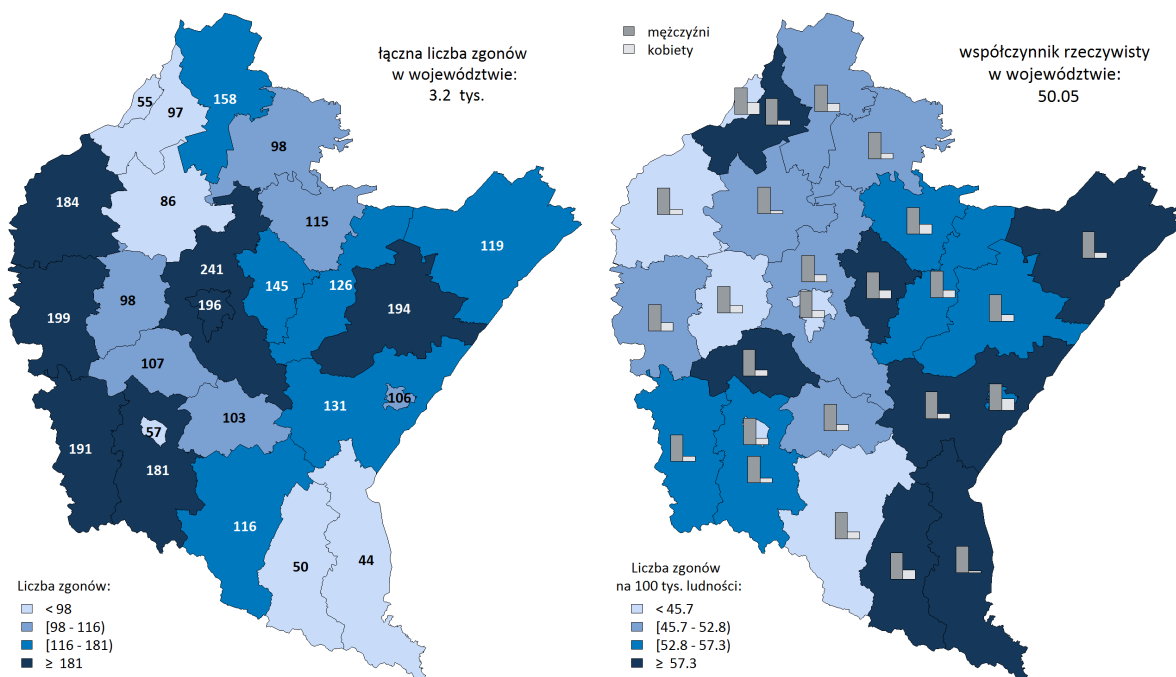 łączna liczba zgonów
w województwie:
3.2 tys.
55
97
158
98
184
86
115
119
241
145
126
98
196
194
199
107
131
106
103
57
191
181
116
50
44
Liczba zgonów:
< 98
[98 - 116)
[116 - 181)
≥ 181
mężczyźni
kobiety
współczynnik rzeczywisty
w województwie:
50.05
Liczba zgonów
na 100 tys. ludności:
< 45.7
[45.7 - 52.8)
[52.8 - 57.3)
≥ 57.3